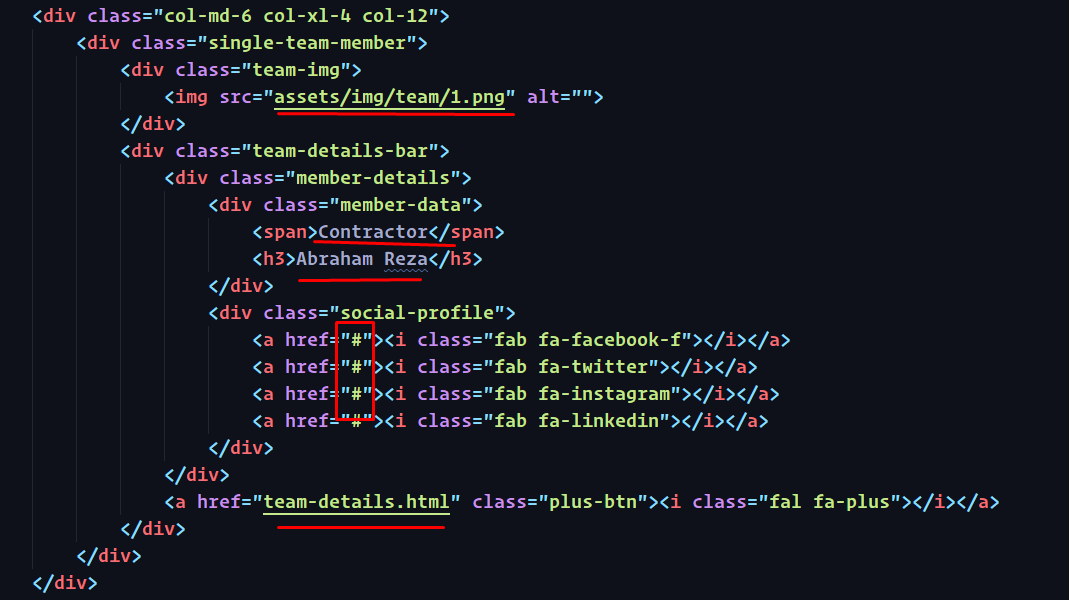 <div class="col-md-6 col-xl-4 col-12">
<div class="single-team-member">
<div class="team-img">
<img src="assets/img/team/1.png" alt="">
</div>
<div class="team-details-bar">
<div class="member-details">
<div class="member-data">
<span>Contractor</span>
<h3>Abraham Reza</h3>
</div>
<div class="social-profile">
<a href="#"><i class="fab fa-facebook-f"></i></a>
<a href="#"><i class="fab fa-twitter"></i></a>
<a href="#"><i class="fab fa-instagram"></i></a>
<a href="#"><i class="fab fa-linkedin"></i></a>
</div>
</div>
<a href="team-details.html" class="plus-btn"><i class="fal fa-plus"></i></a>
</div>
</div>
</div>